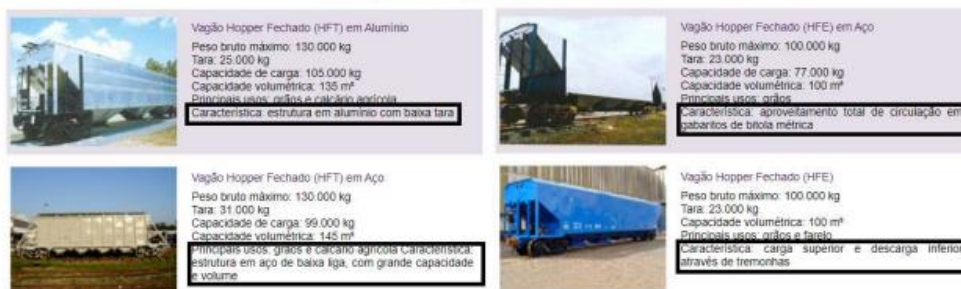 Vagão Hopper Fechado (HFT) em Alumínio
Peso bruto máximo: 130.000 kg
Tara: 25.000 kg
Capacidade de carga: 105.000 kg
Capacidade volumétrica: 135 m³
Principais usos: grãos e calcário agrícola
Característica: estrutura em alumínio com baixa tara
Vagão Hopper Fechado (HFE) em Aço
Peso bruto máximo: 100.000 kg
Tara: 23.000 kg
Capacidade de carga: 77.000 kg
Capacidade volumétrica: 100 m³
Principais usos: grãos
Característica: aproveitamento total de circulação em
gabaritos de bitola métrica
Vagão Hopper Fechado (HFT) em Aço
Peso bruto máximo: 130.000 kg
Tara: 31.000 kg
Capacidade de carga: 99.000 kg
Capacidade volumétrica: 145 m³
Principais usos: grãos e calcário agrícola Característica:
estrutura em aço de baixa liga, com grande capacidade
e volume
Vagão Hopper Fechado (HFE)
Peso bruto máximo: 100.000 kg
Tara: 23.000 kg
Capacidade volumétrica: 100 m³
Principais usos: grãos e farelo
Característica: carga superior e descarga inferior
através de tremonhas